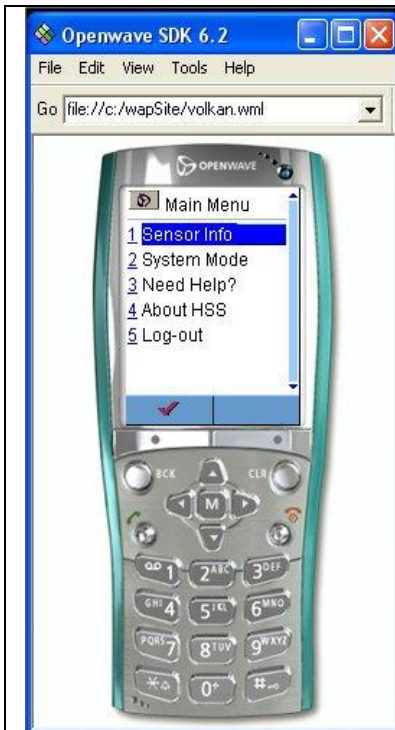 Openwave SDK 6.2
File Edit View Tools Help
Go file://c:/wapSite/volkan.wml
OPENWAVE
Main Menu
1 Sensor Info
2 System Mode
3 Need Help?
4 About HSS
5 Log-out
BCK CLR
M
1 2ABC 3DEF
GHI4 5JKL 6MNO
PQRS7 8TUV 9WXYZ
* 0+ #